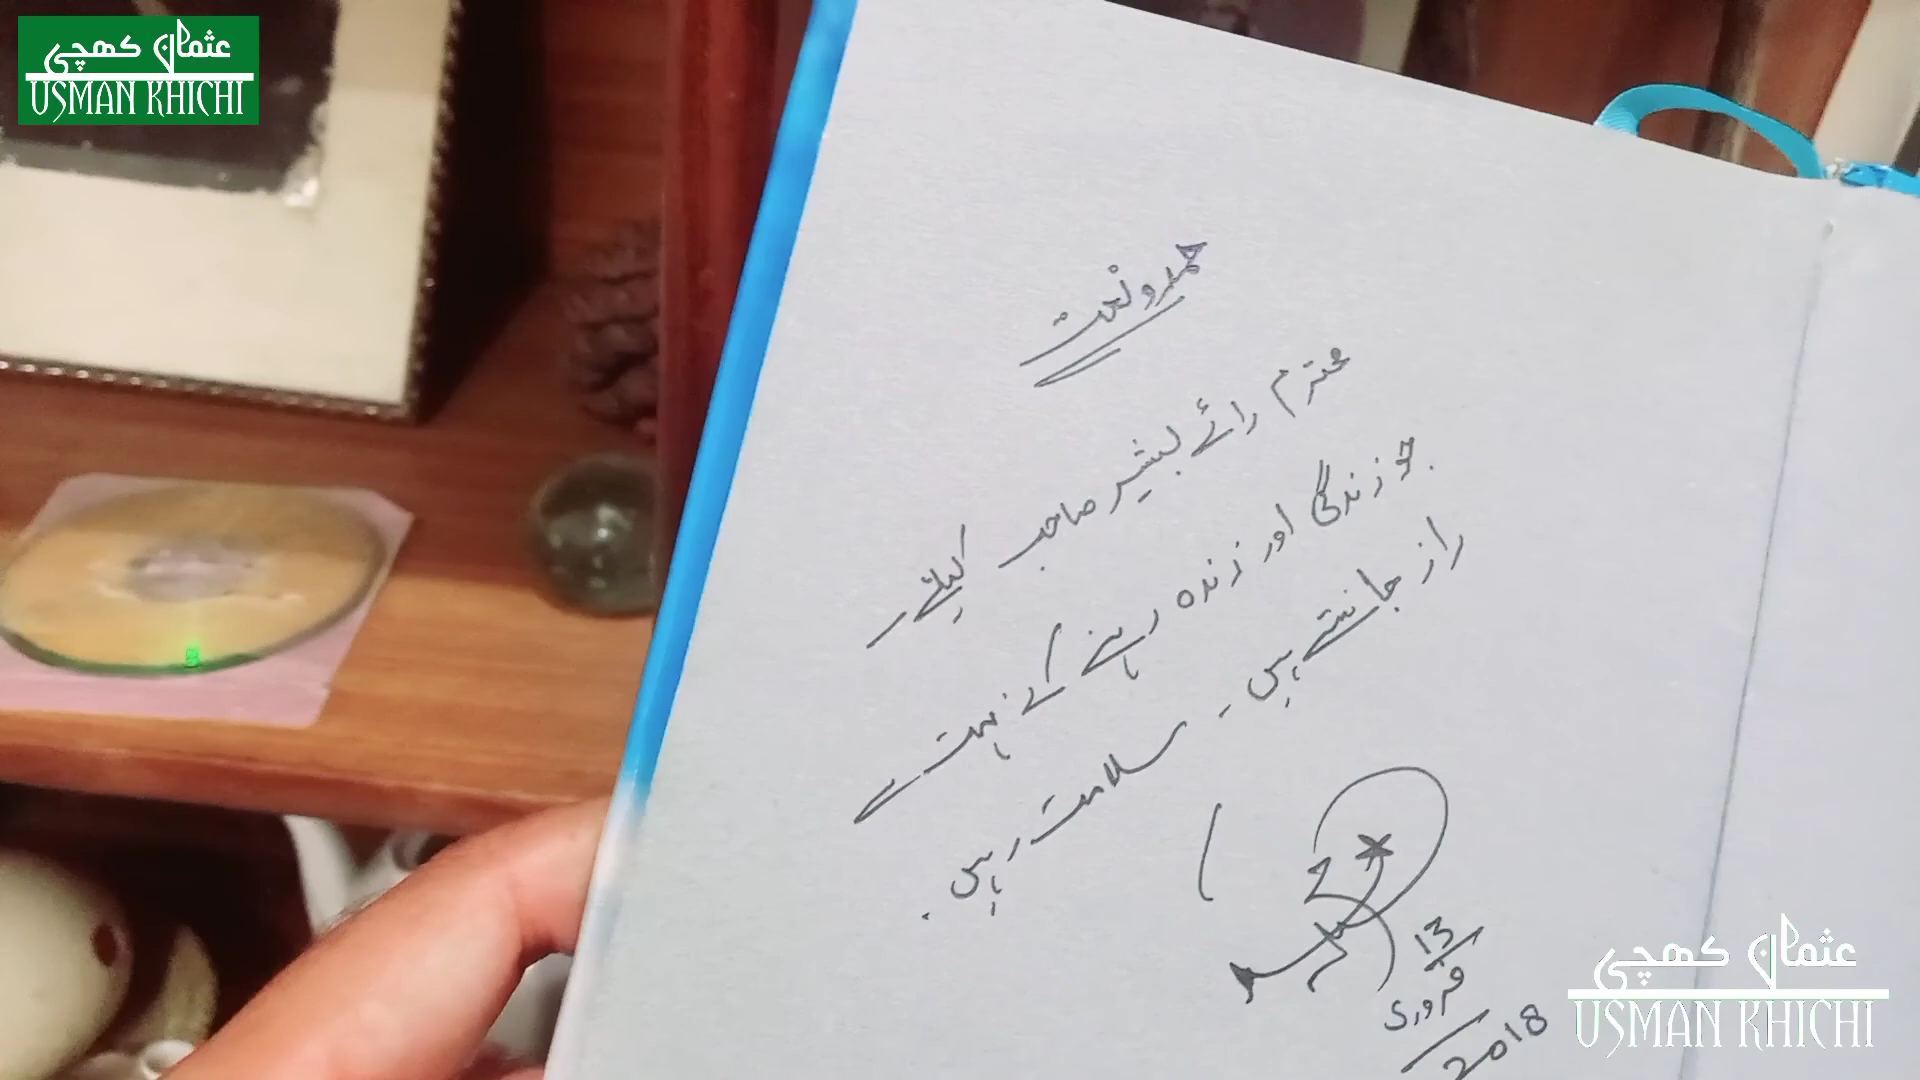 عثمان کھچی
USMAN KHICHI
حمد و نعت
محترم رائے بشیر صاحب کیلئے
جو زندگی اور زندہ رہنے کے بہت سے
راز جانتے ہیں ۔ سلامت رہیں ۔
13
فروری
2018
عثمان کھچی
USMAN KHICHI